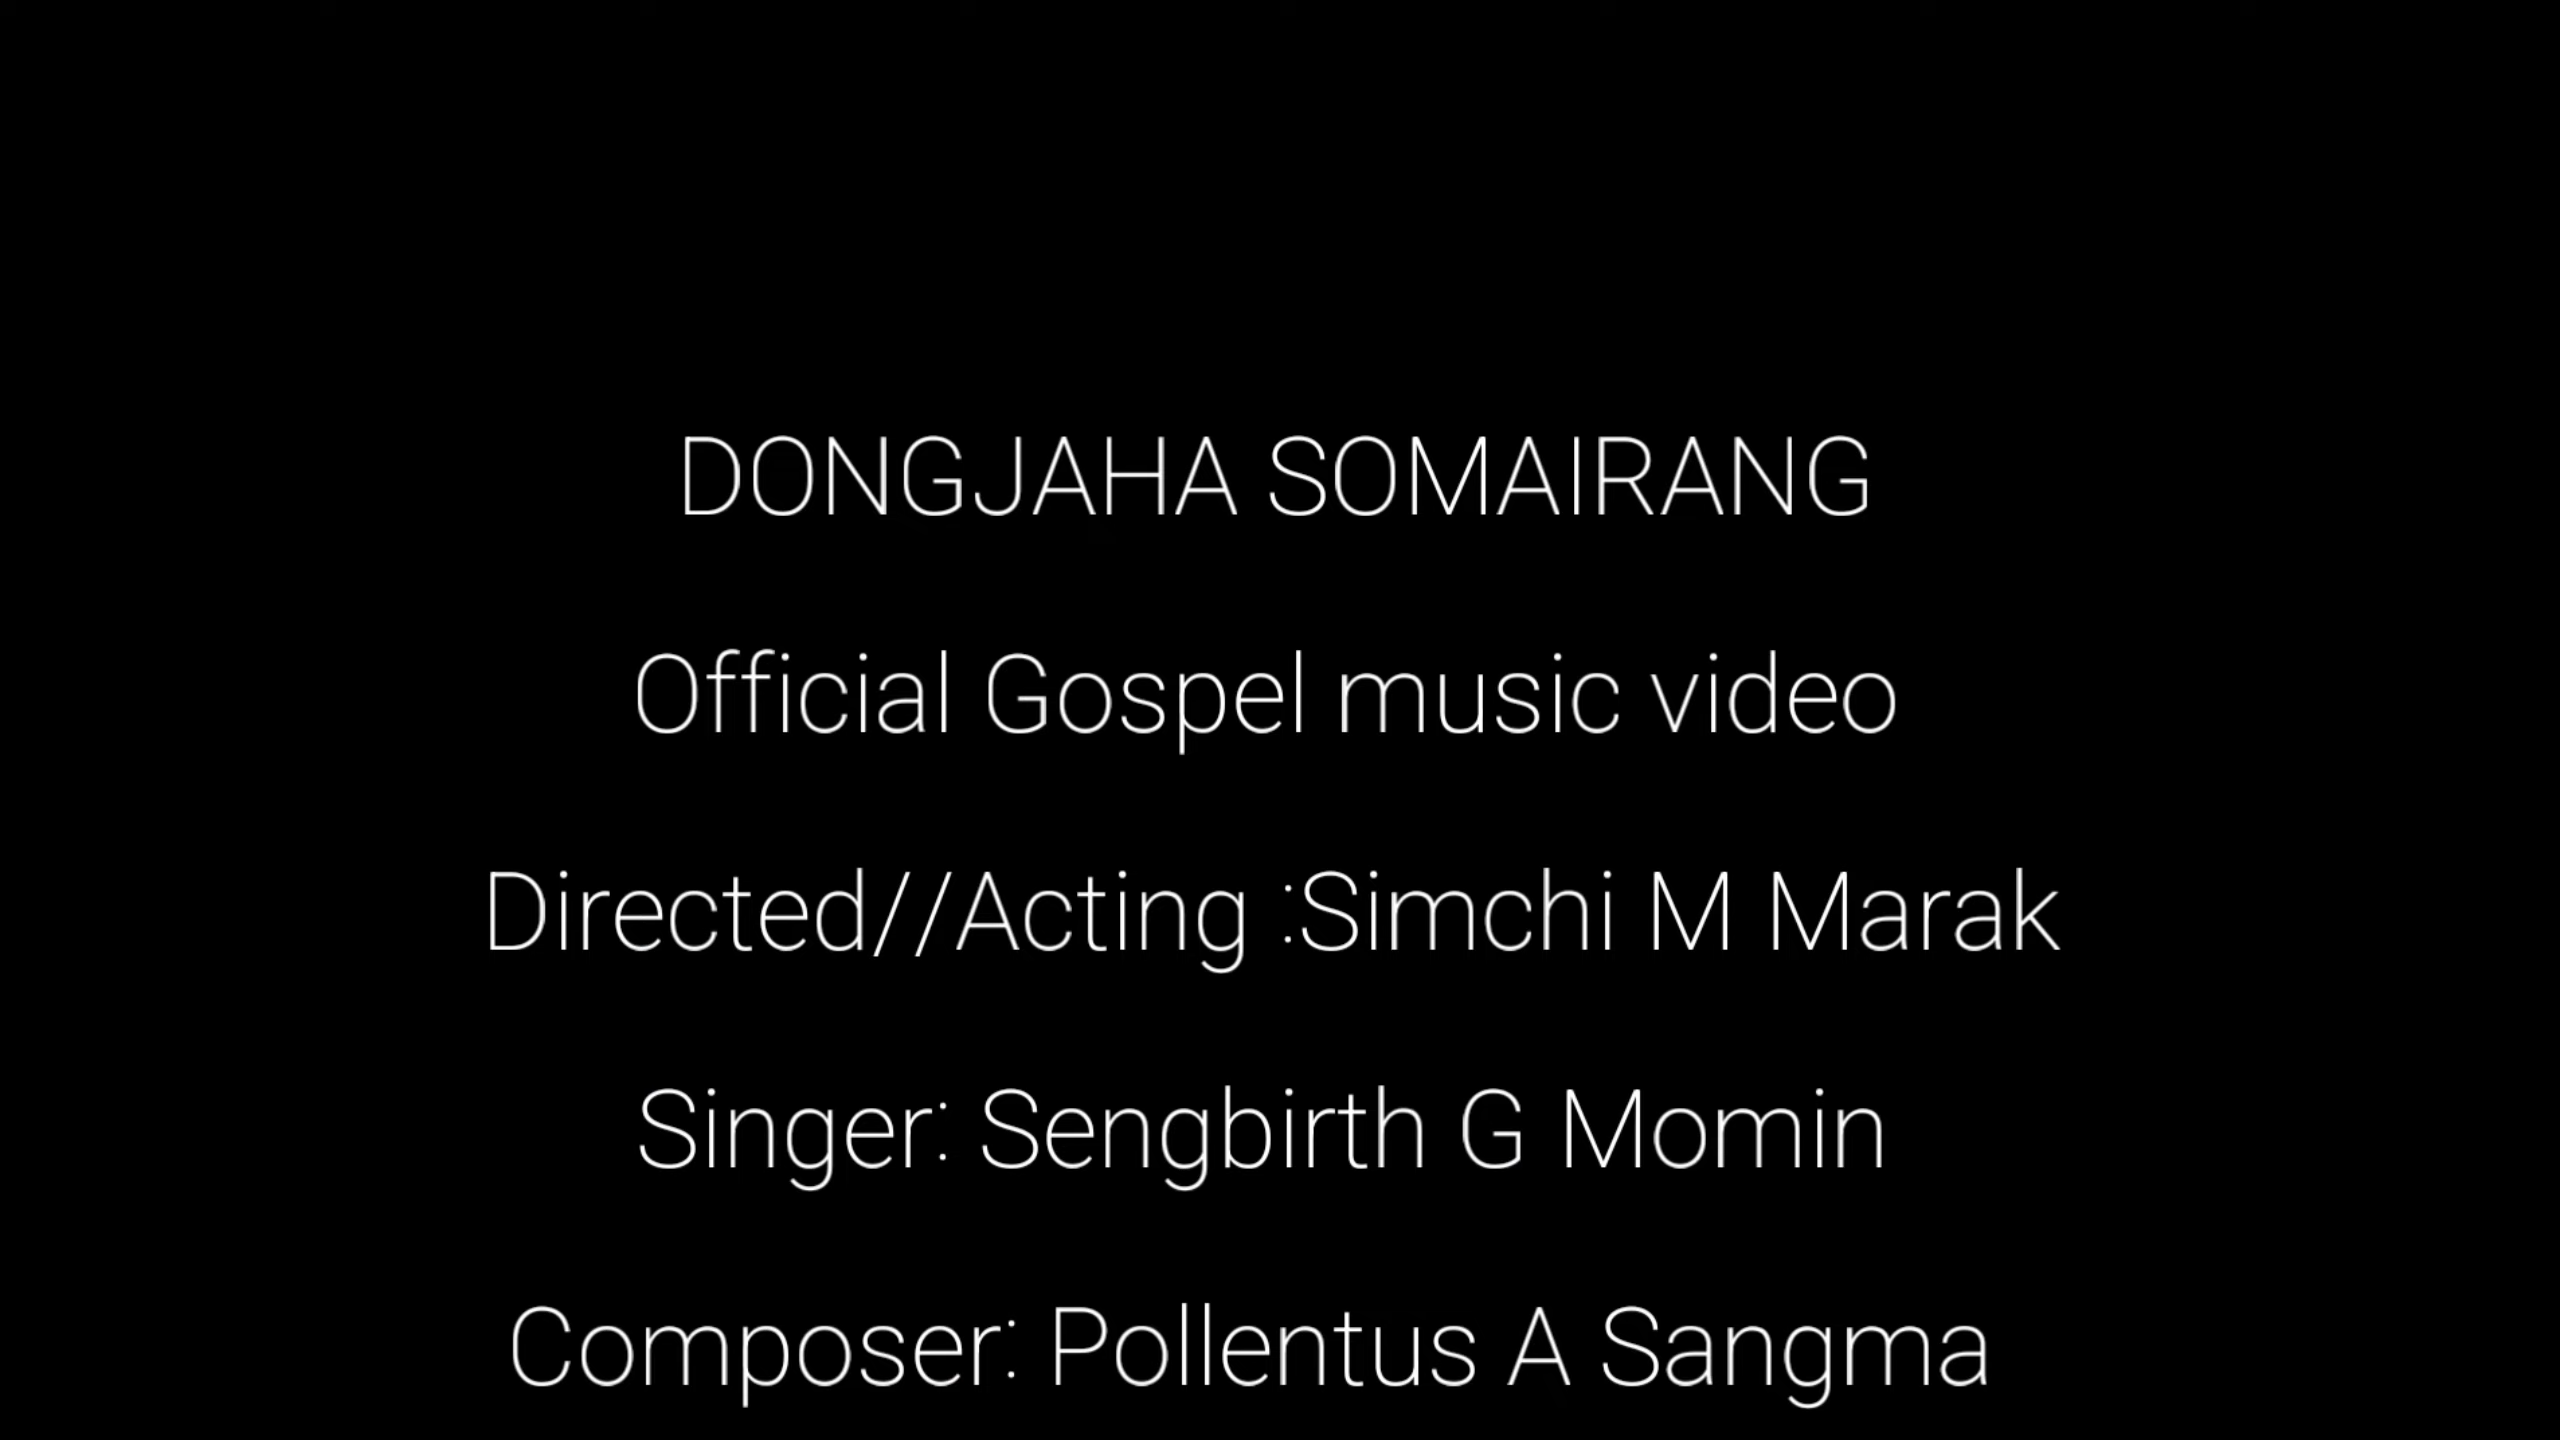 DONGJAHA SOMAIRANG
Official Gospel music video
Directed//Acting :Simchi M Marak
Singer: Sengbirth G Momin
Composer: Pollentus A Sangma